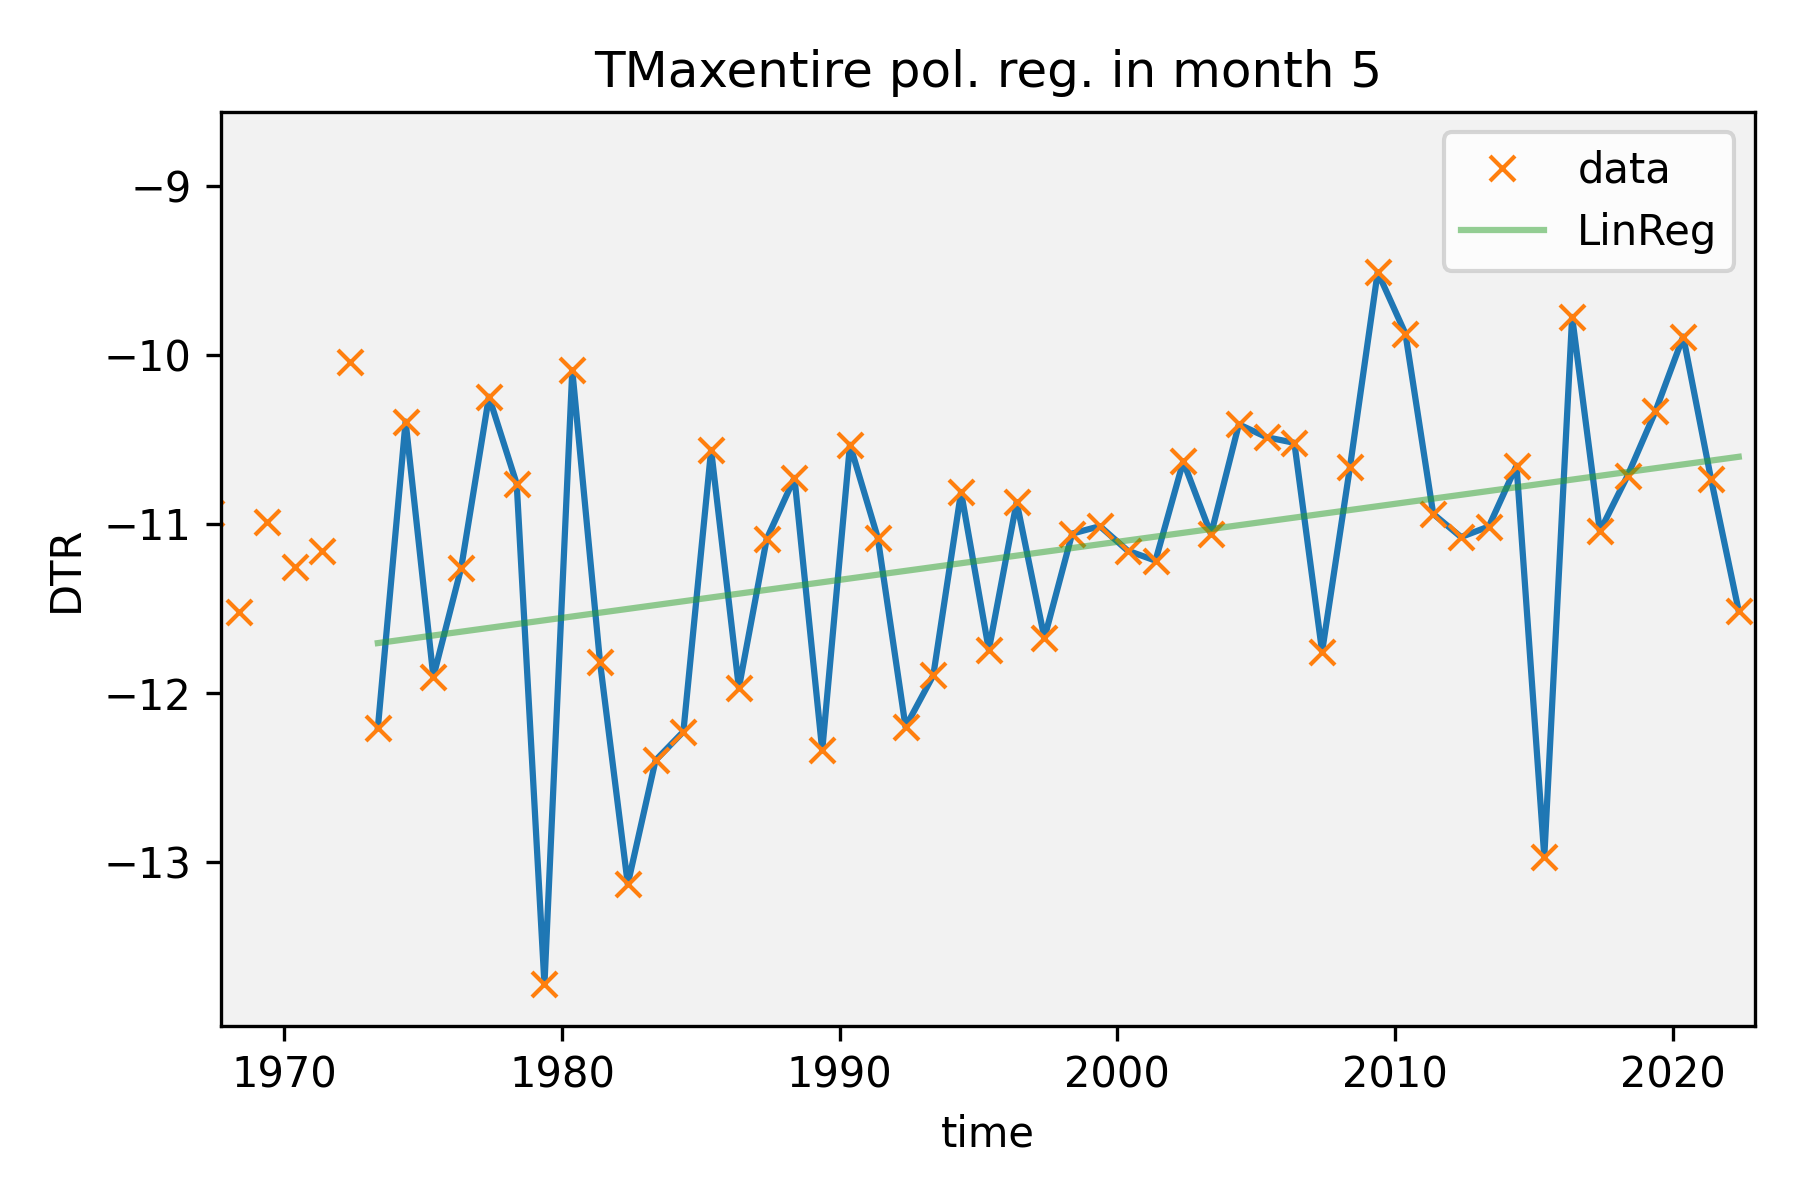 TMaxentire pol. reg. in month 5
data
LinReg
−9
−10
−11
−12
−13
DTR
1970 1980 1990 2000 2010 2020
time